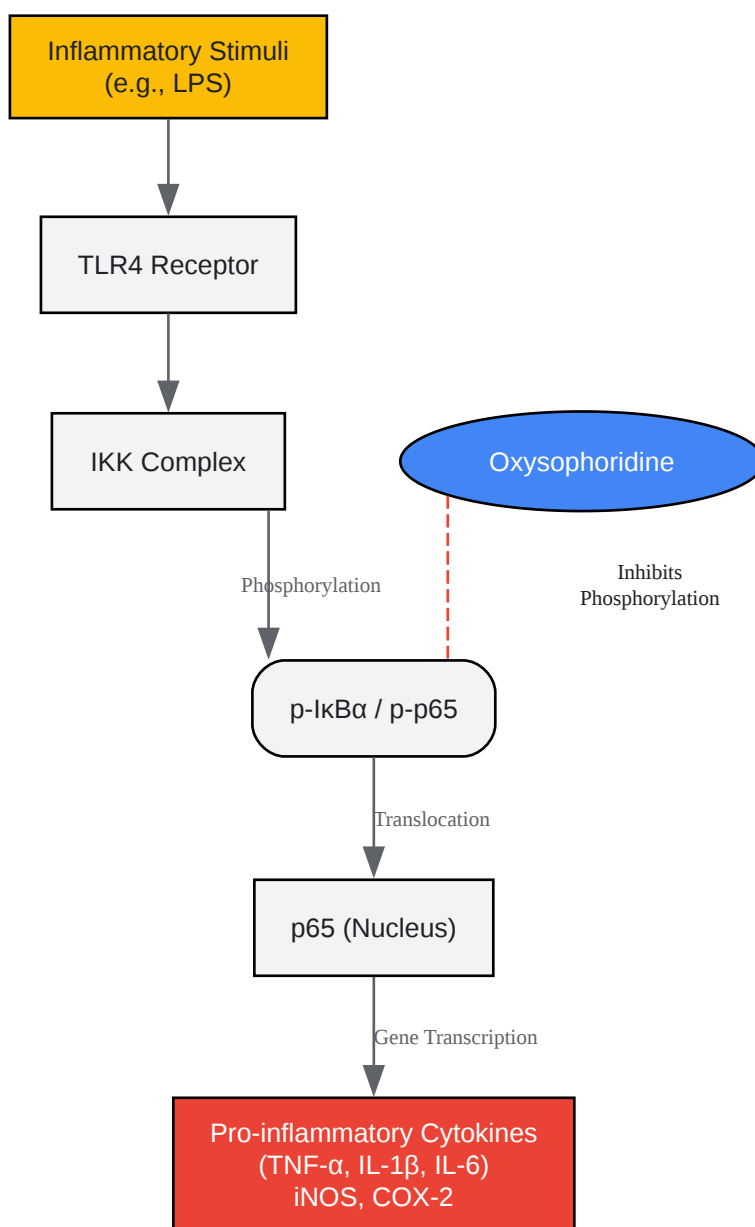 Inflammatory Stimuli
(e.g., LPS)
TLR4 Receptor
IKK Complex
Oxysophoridine
Phosphorylation
Inhibits
Phosphorylation
p-IκBα / p-p65
Translocation
p65 (Nucleus)
Gene Transcription
Pro-inflammatory Cytokines
(TNF-α, IL-1β, IL-6)
iNOS, COX-2